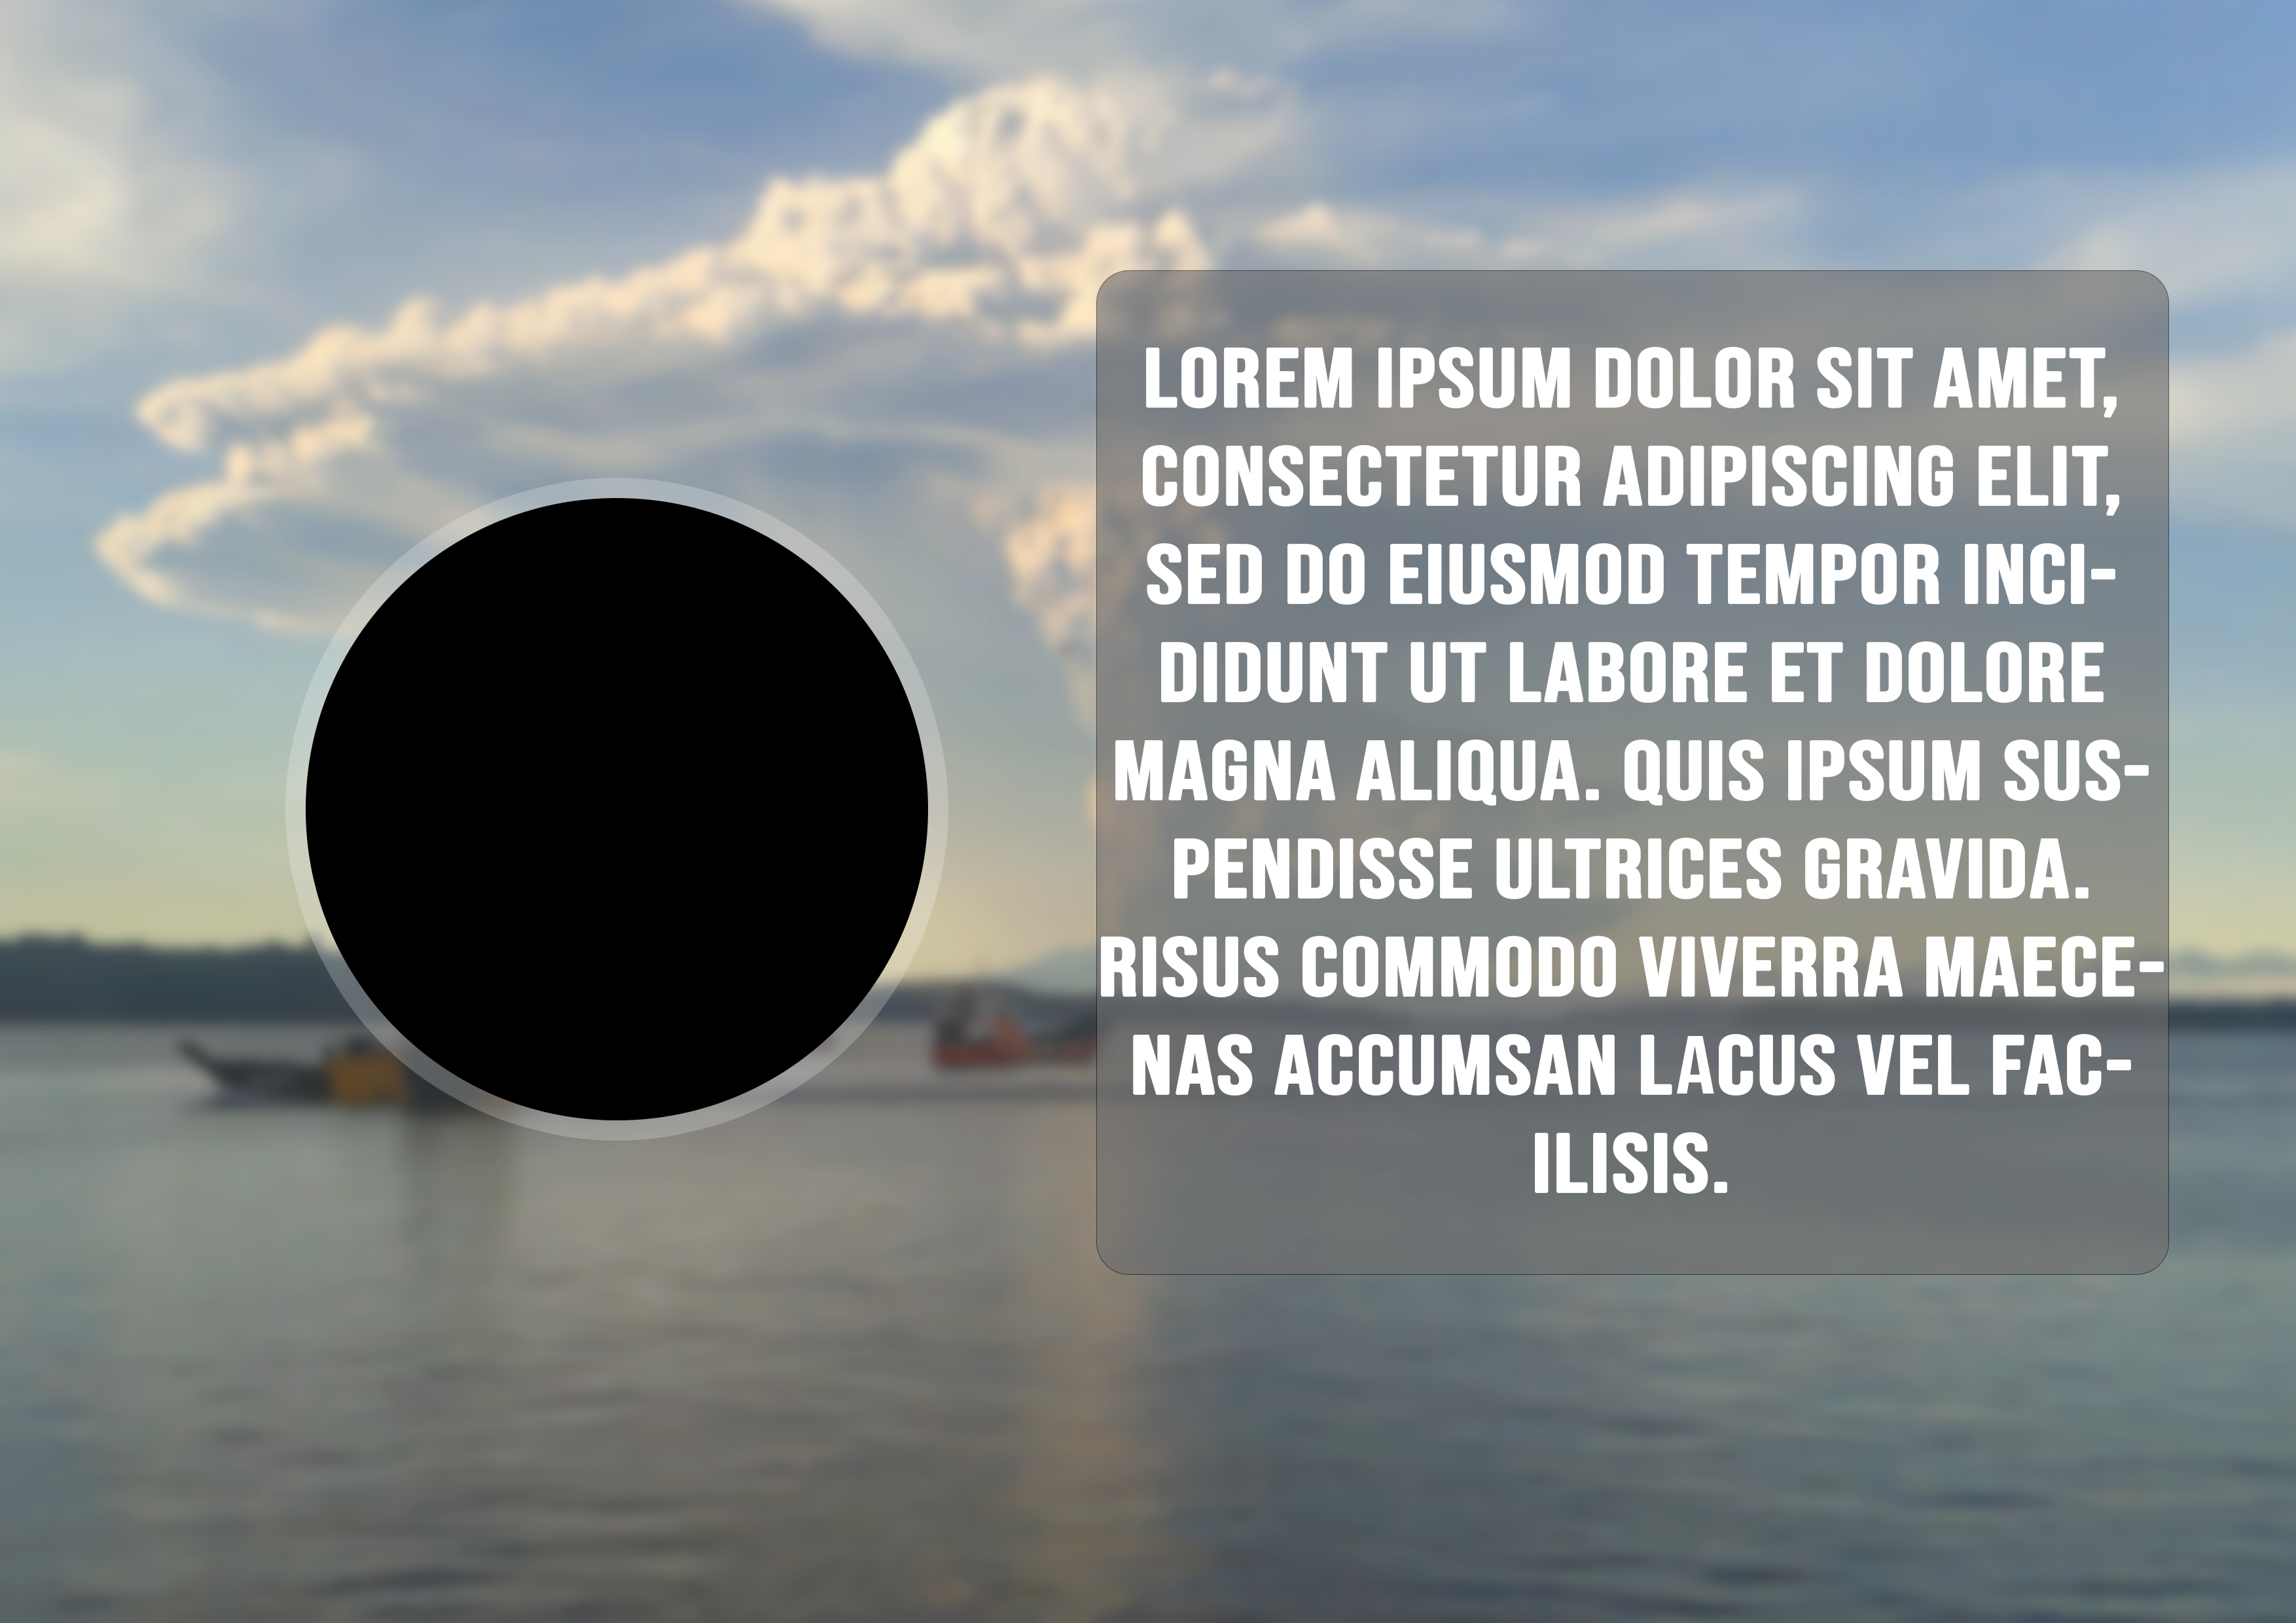 LOREM IPSUM DOLOR SIT AMET,
CONSECTETUR ADIPISCING ELIT,
SED DO EIUSMOD TEMPOR INCI-
DIDUNT UT LABORE ET DOLORE
MAGNA ALIQUA. QUIS IPSUM SUS-
PENDISSE ULTRICES GRAVIDA.
RISUS COMMODO VIVERRA MAECE-
NAS ACCUMSAN LACUS VEL FAC-
ILISIS.